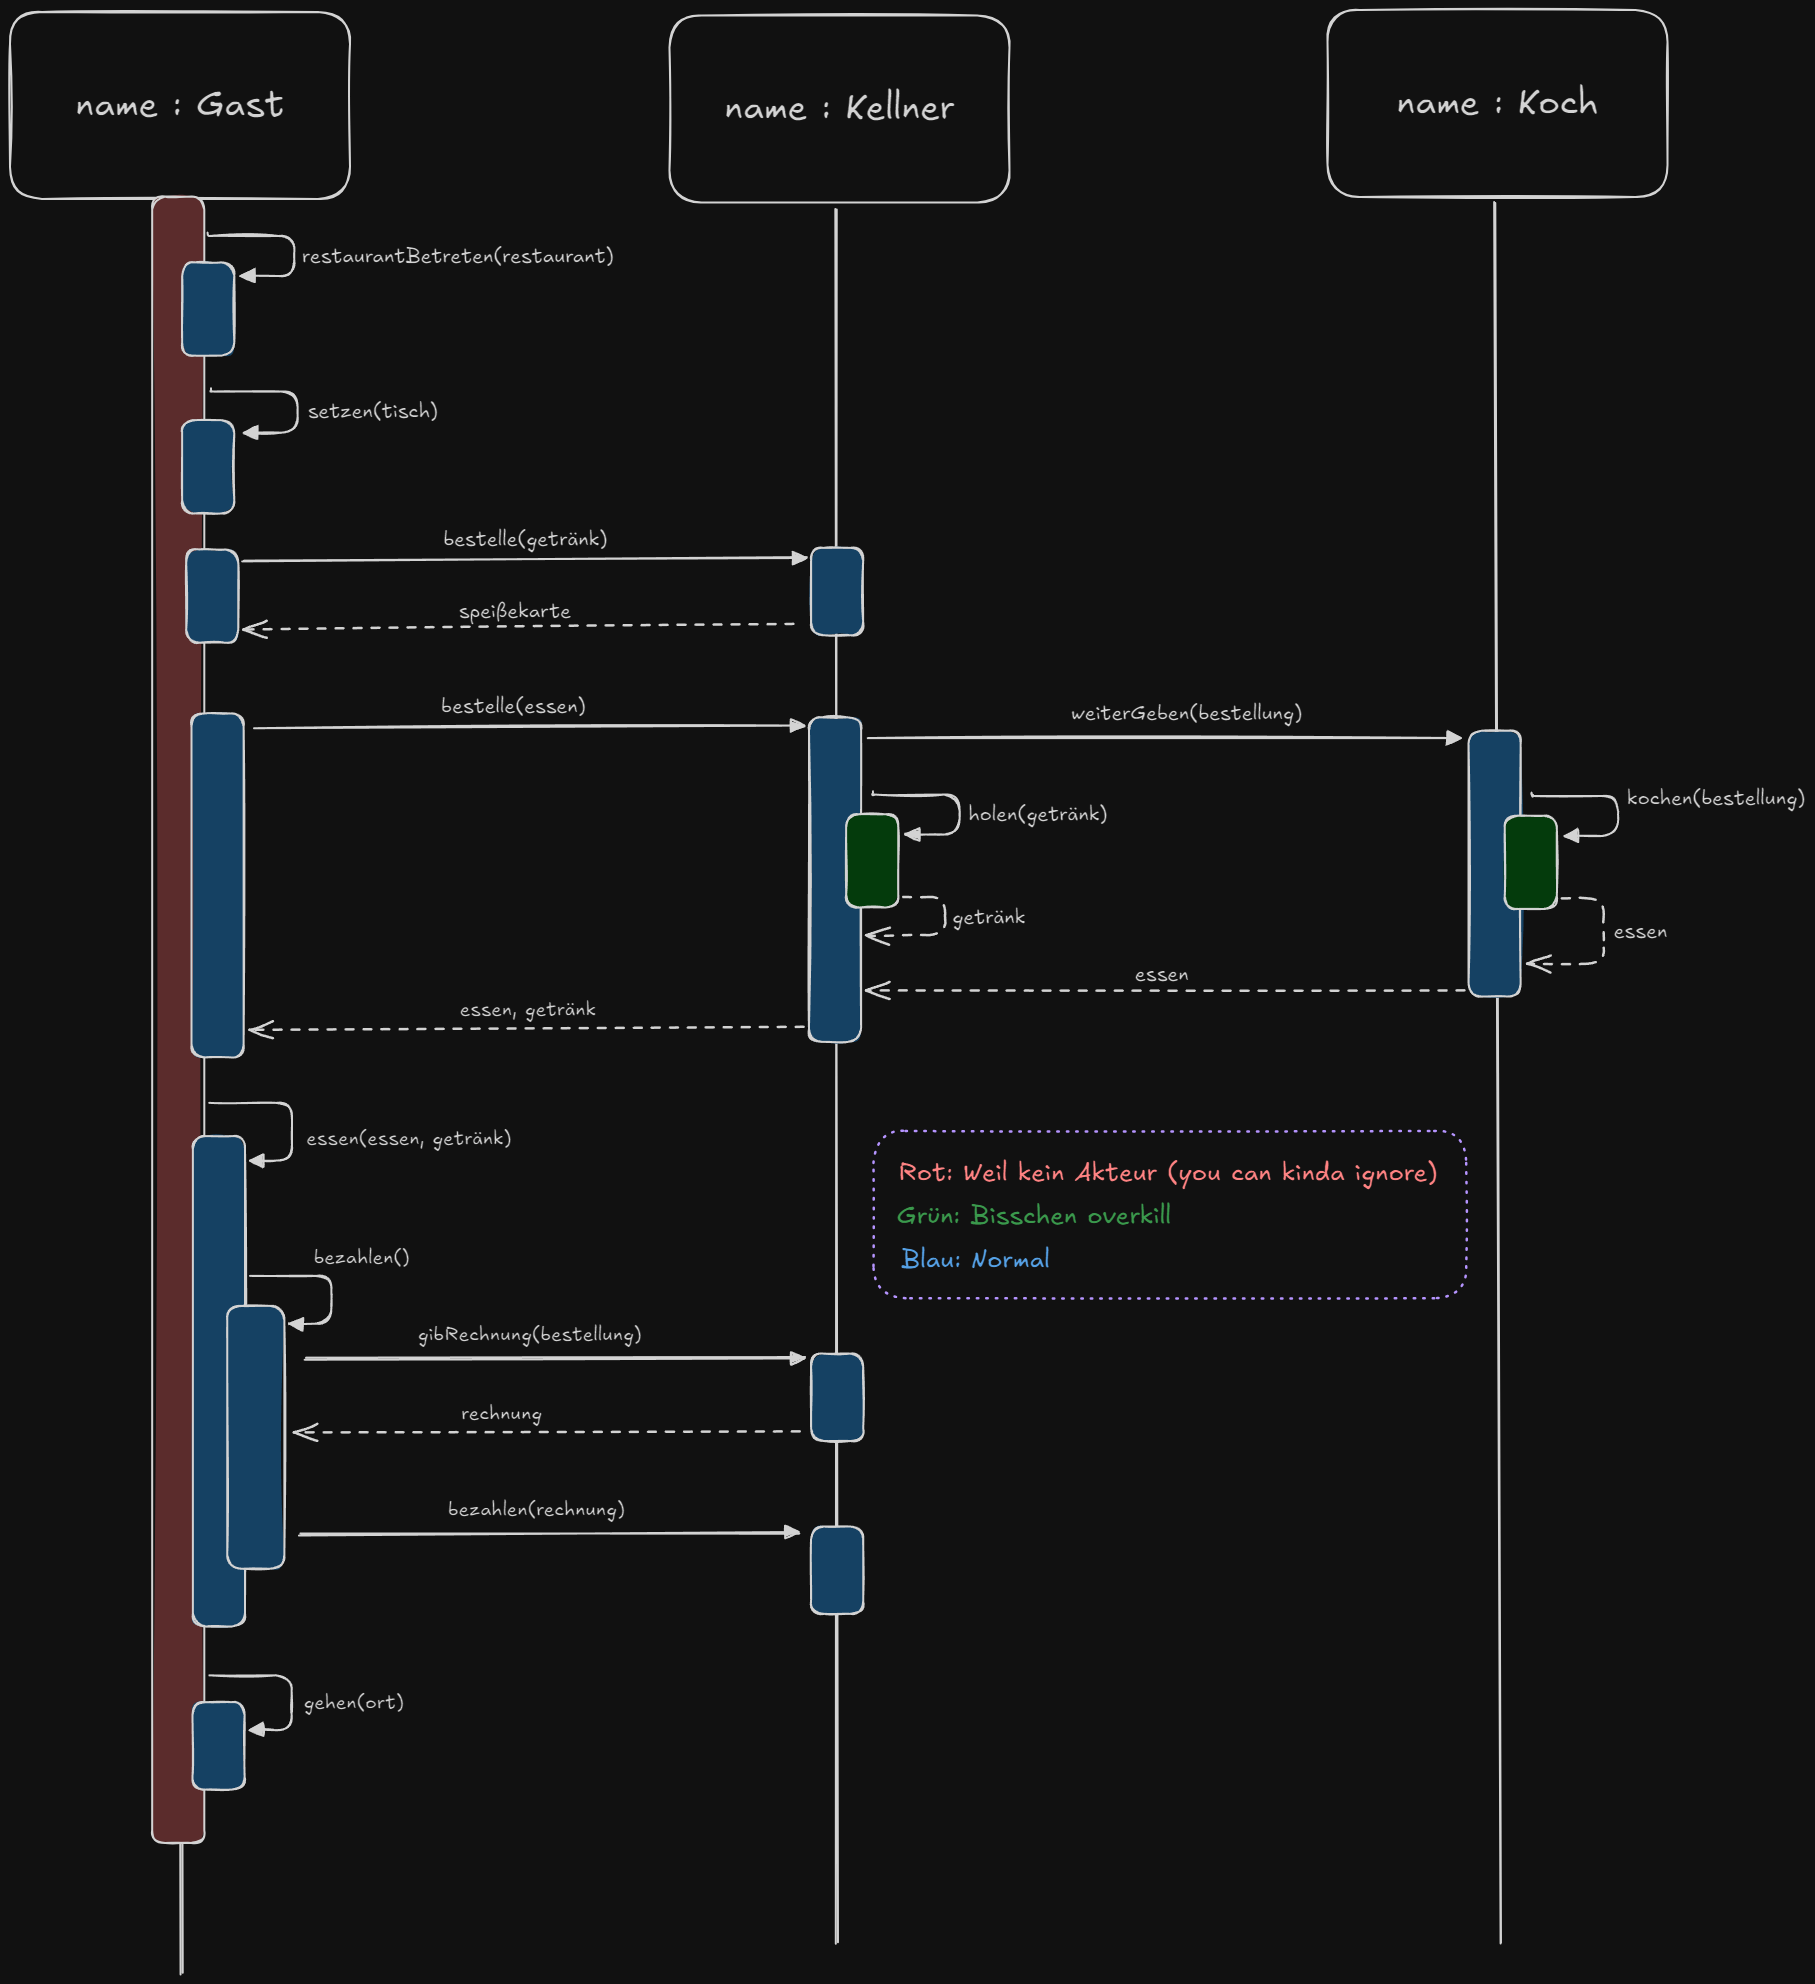 name : Gast
name : Kellner
name : Koch
restaurantBetreten(restaurant)
setzen(tisch)
bestelle(getränk)
speißekarte
bestelle(essen)
weiterGeben(bestellung)
kochen(bestellung)
holen(getränk)
getränk
essen
essen
essen, getränk
essen(essen, getränk)
Rot: Weil kein Akteur (you can kinda ignore)
Grün: Bisschen overkill
Blau: Normal
bezahlen()
gibRechnung(bestellung)
rechnung
bezahlen(rechnung)
gehen(ort)